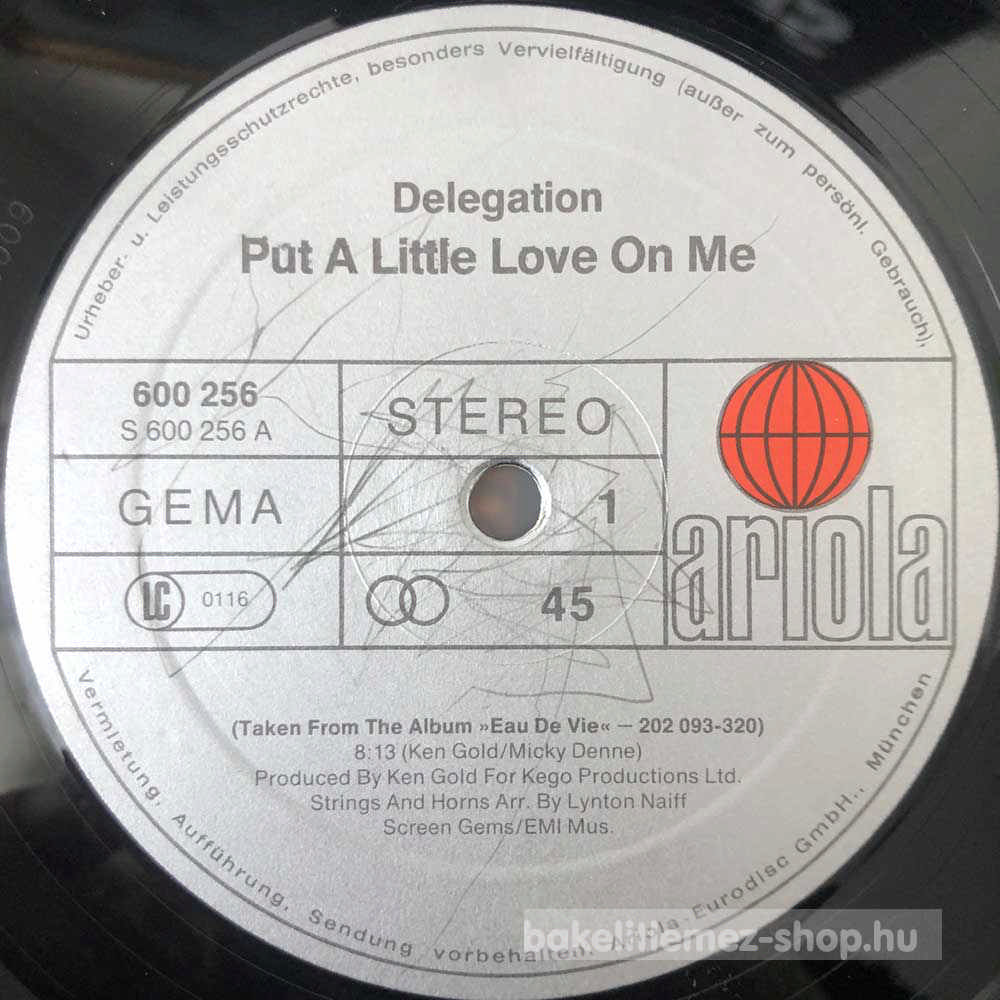 Urheber- u. Leistungsschutzrechte, besonders Vervielfältigung (außer zum persönl. Gebrauch),
Delegation
Put A Little Love On Me
600 256
S 600 256 A
STEREO
GEMA
1
LC 0116
45
ariola
(Taken From The Album »Eau De Vie« – 202 093-320)
8:13 (Ken Gold/Micky Denne)
Produced By Ken Gold For Kego Productions Ltd.
Strings And Horns Arr. By Lynton Naiff
Screen Gems/EMI Mus.
Vermietung, Aufführung, Sendung vorbehalten. Ariola-Eurodisc GmbH., München
bakelitlemez-shop.hu